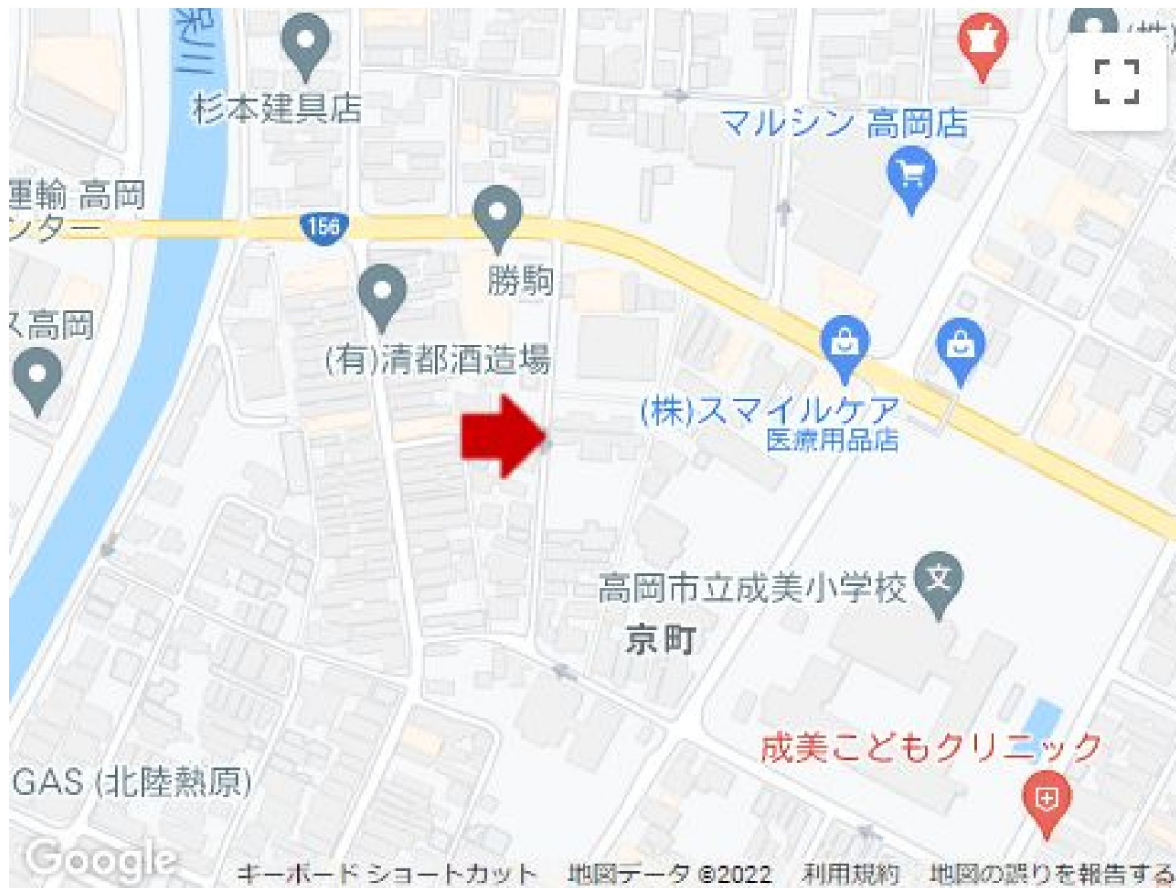 杉本建具店
マルシン 高岡店
運輸 高岡
ンター
156
勝駒
ス高岡
(有)清都酒造場
(株)スマイルケア
医療用品店
文
高岡市立成美小学校
京町
成美こどもクリニック
GAS (北陸熱原)
Google
キーボード ショートカット
地図データ ©2022
利用規約
地図の誤りを報告する